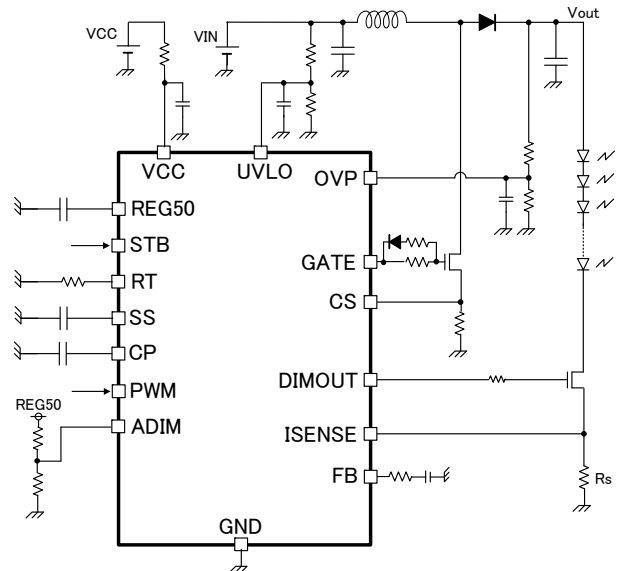 Vout
VCC
VIN
VCC
UVLO
OVP
REG50
STB
GATE
RT
CS
SS
CP
DIMOUT
PWM
REG50
ADIM
ISENSE
FB
Rs
GND